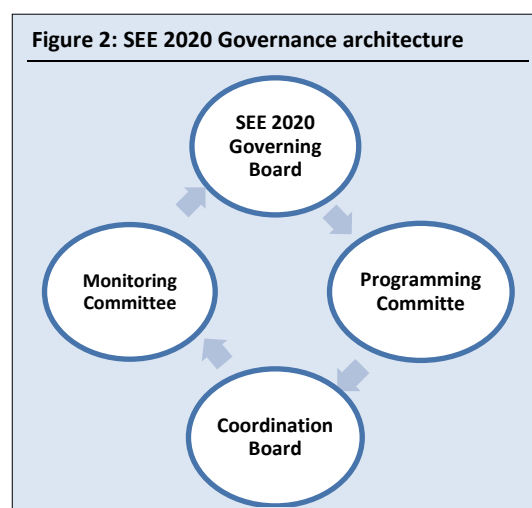 Figure 2: SEE 2020 Governance architecture
SEE 2020
Governing
Board
Monitoring
Committee
Programming
Committe
Coordination
Board